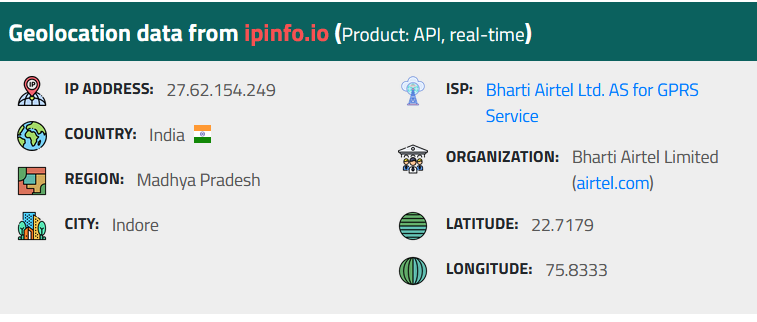 Geolocation data from ipinfo.io (Product: API, real-time)
IP
IP ADDRESS: 27.62.154.249
COUNTRY: India
REGION: Madhya Pradesh
CITY: Indore
ISP: Bharti Airtel Ltd. AS for GPRS
Service
ORGANIZATION: Bharti Airtel Limited
(airtel.com)
LATITUDE: 22.7179
LONGITUDE: 75.8333